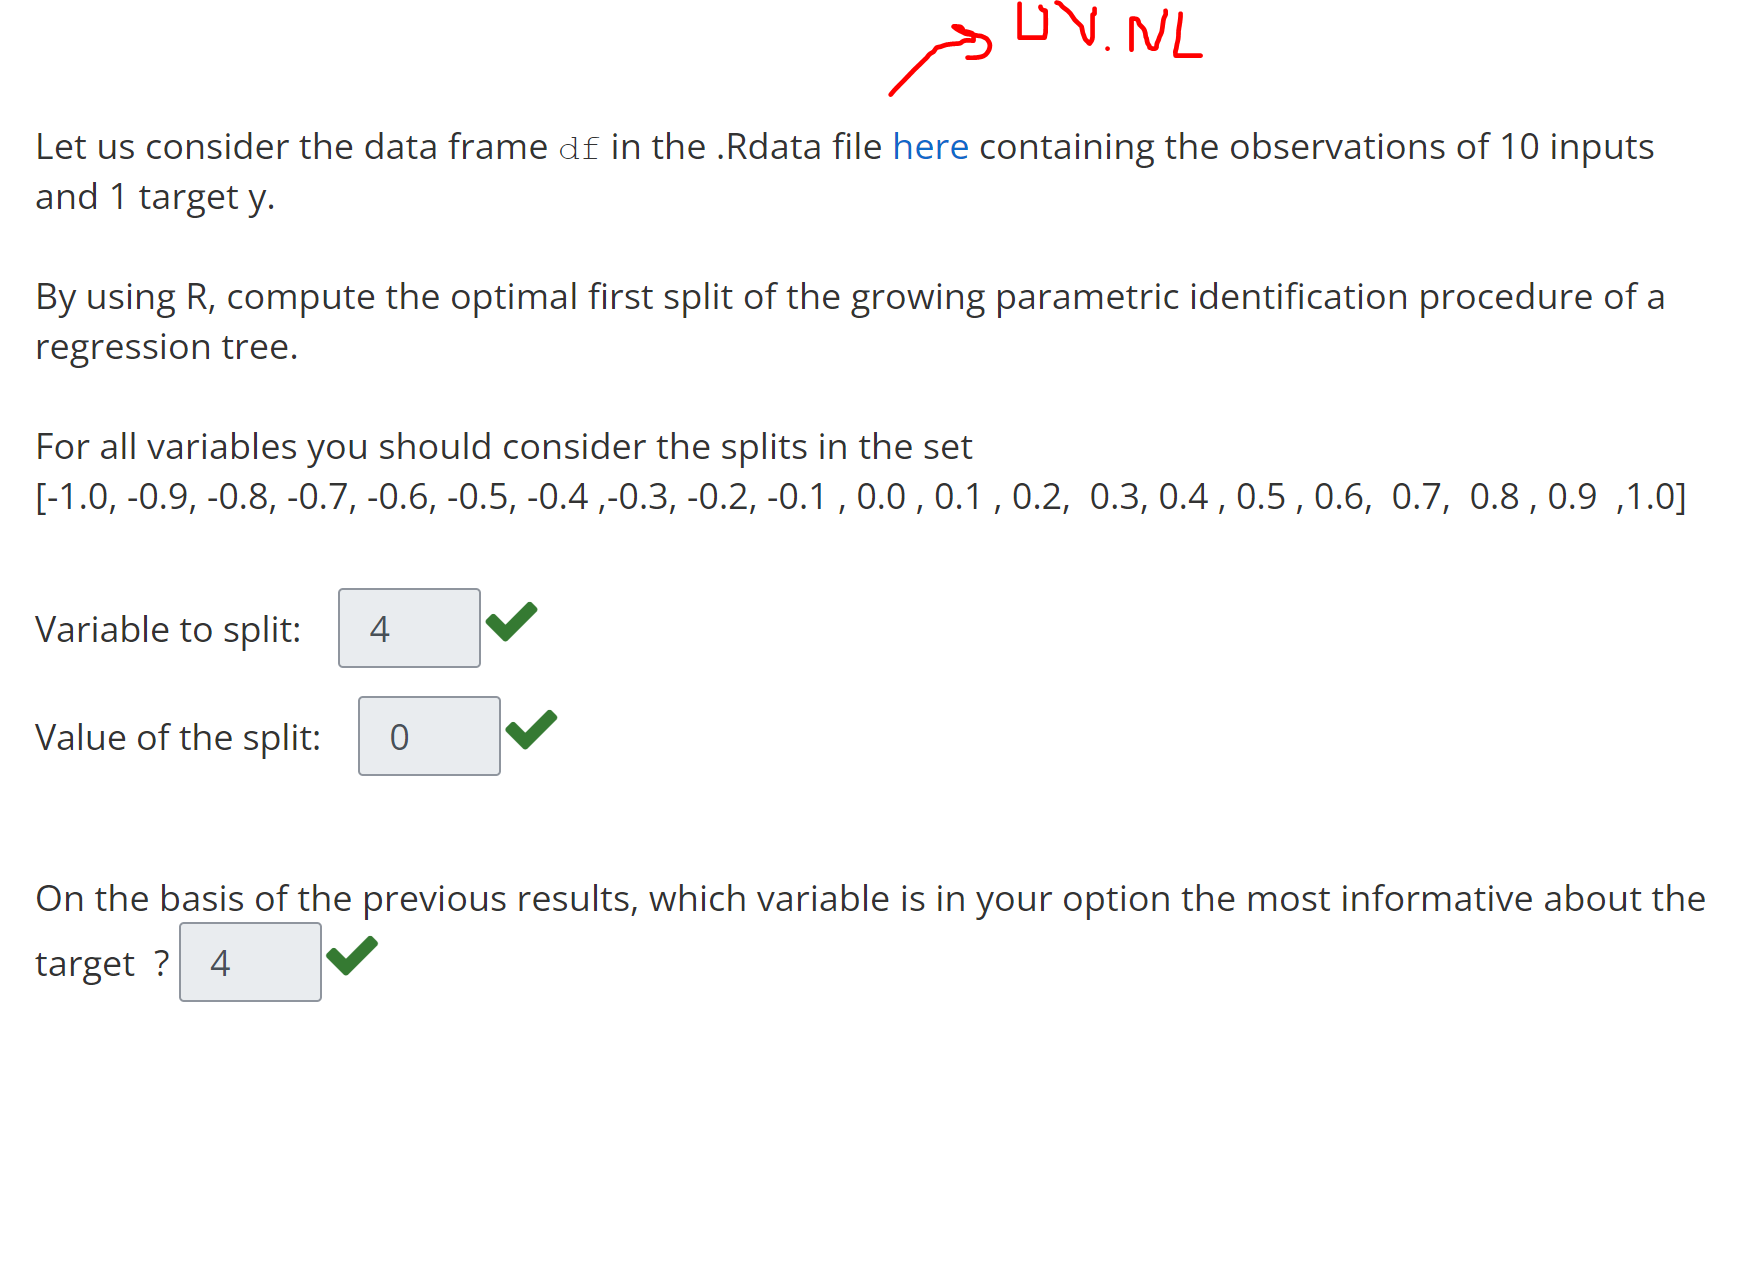 UV.NL
Let us consider the data frame df in the .Rdata file here containing the observations of 10 inputs
and 1 target y.
By using R, compute the optimal first split of the growing parametric identification procedure of a
regression tree.
For all variables you should consider the splits in the set
[-1.0, -0.9, -0.8, -0.7, -0.6, -0.5, -0.4 ,-0.3, -0.2, -0.1 , 0.0 , 0.1 , 0.2,  0.3, 0.4 , 0.5 , 0.6,  0.7,  0.8 , 0.9  ,1.0]
Variable to split: 4
Value of the split: 0
On the basis of the previous results, which variable is in your option the most informative about the
target  ? 4